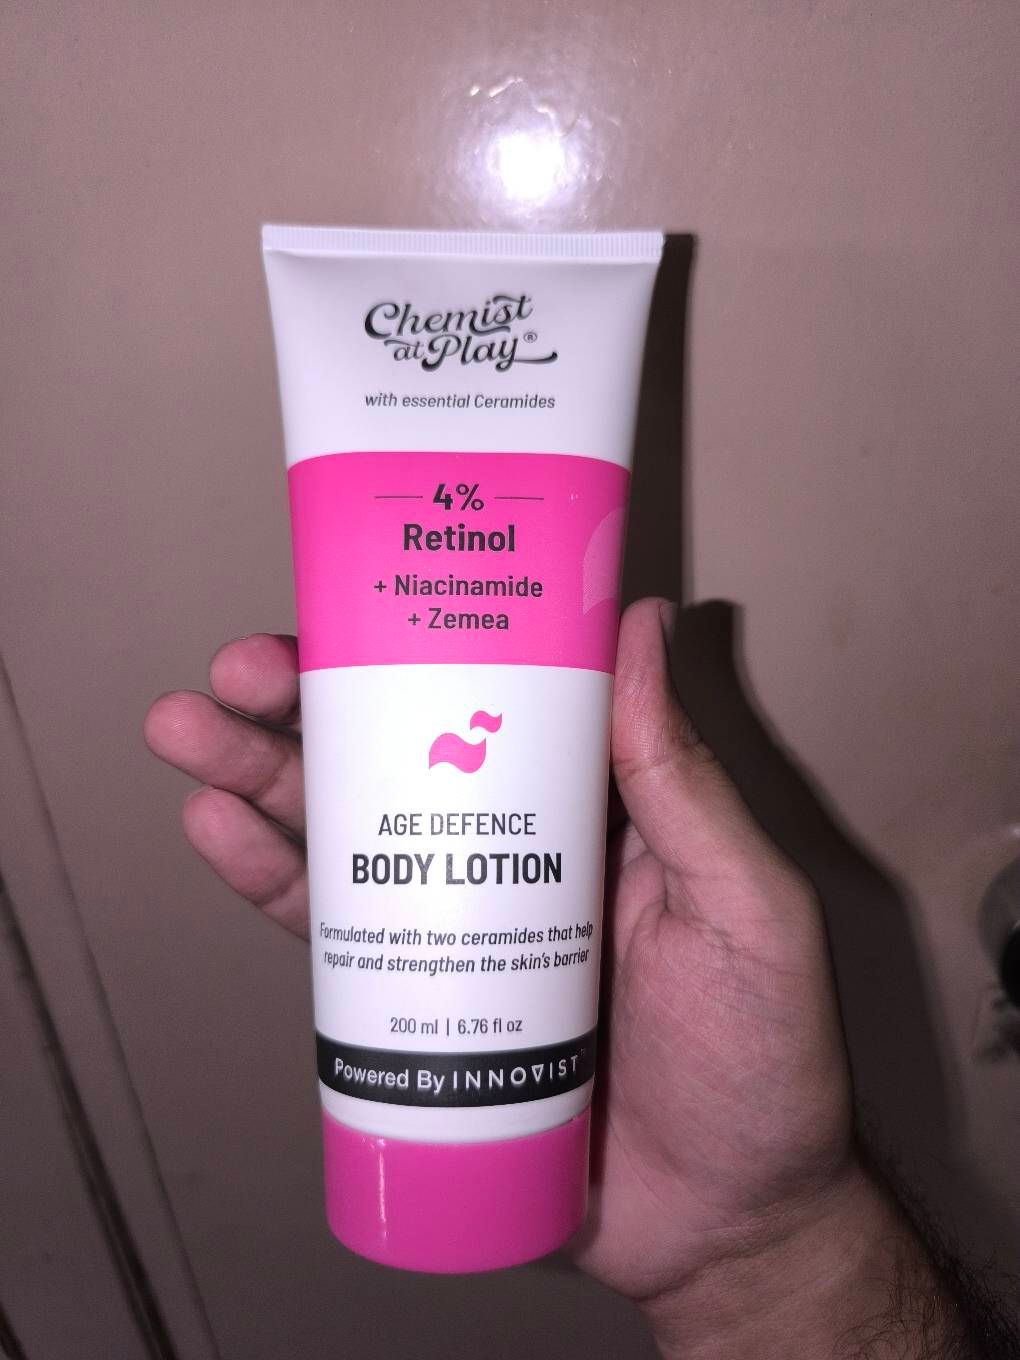 Chemist
at Play®
with essential Ceramides
4%
Retinol
+ Niacinamide
+ Zemea
AGE DEFENCE
BODY LOTION
Formulated with two ceramides that help
repair and strengthen the skin's barrier
200 ml | 6.76 fl oz
Powered By INNOVIST™